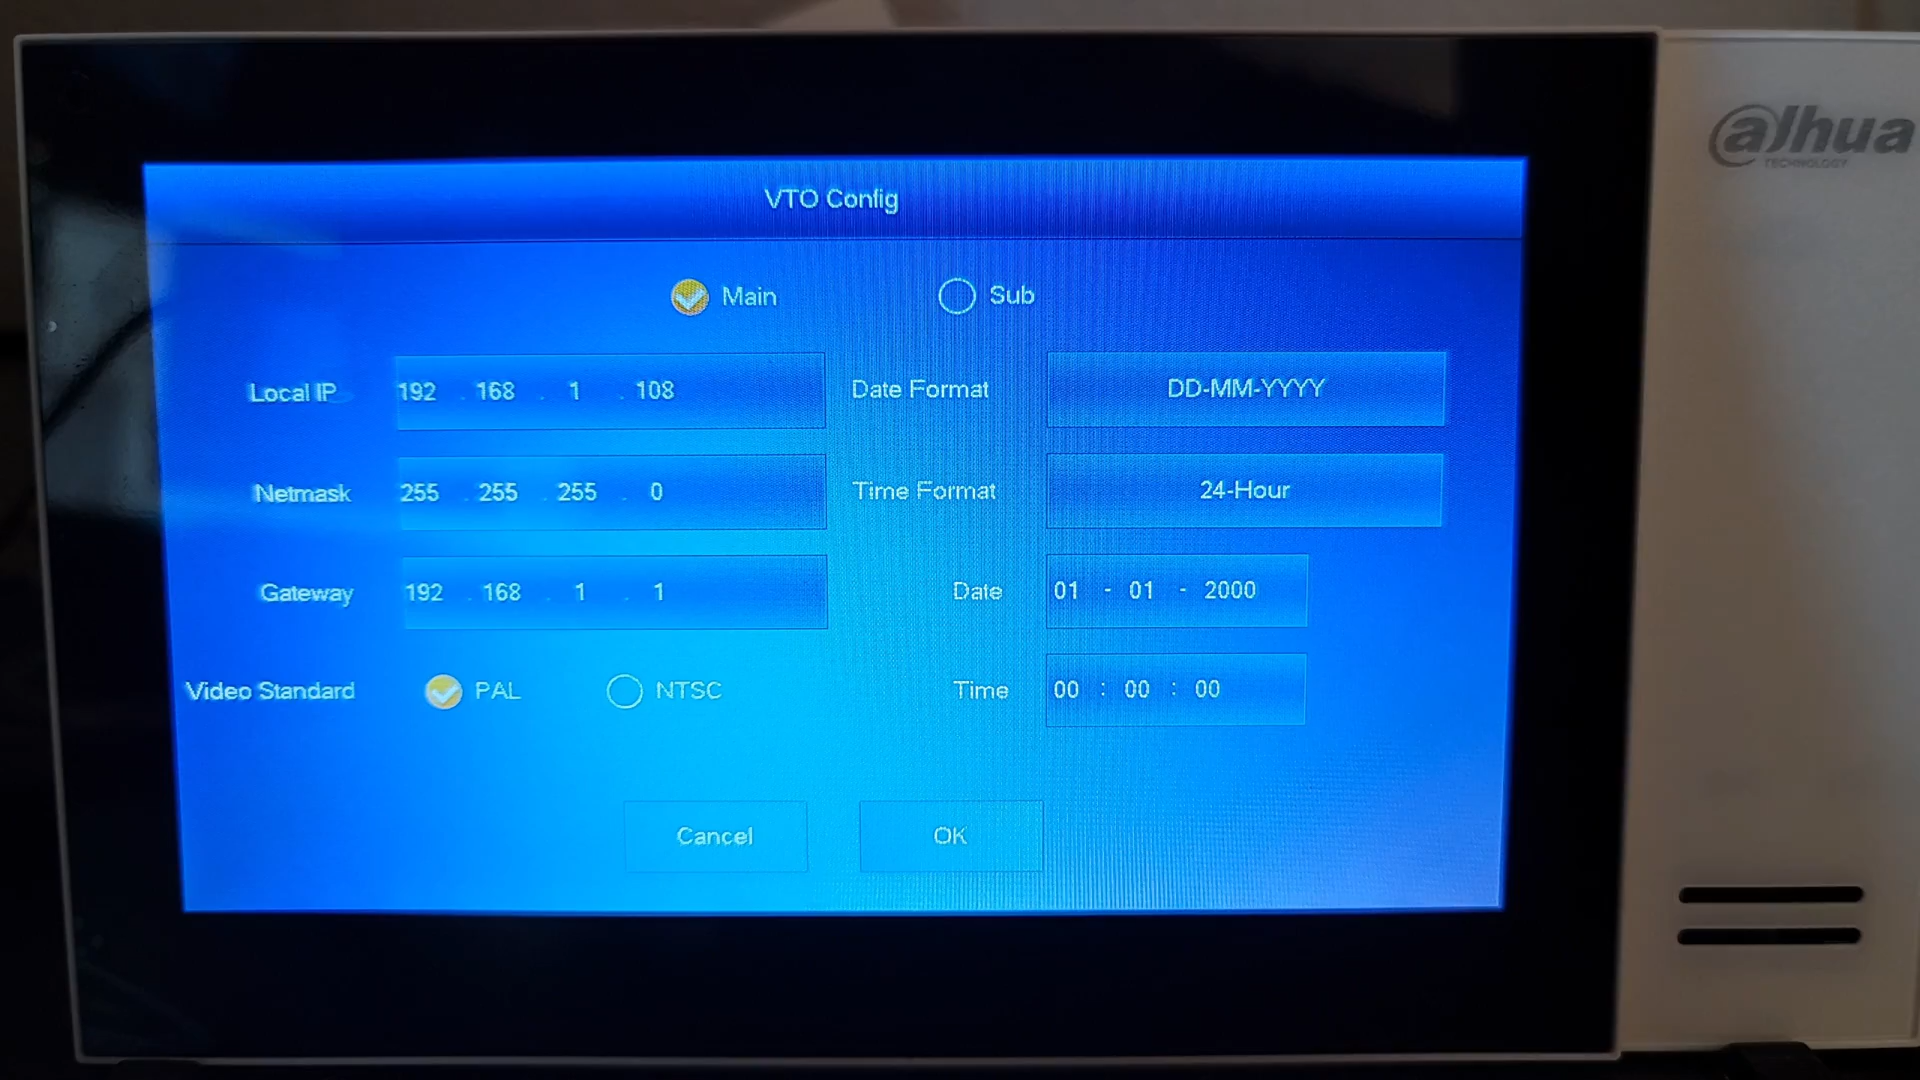 alhua
TECHNOLOGY
VTO Config
Main Sub
Local IP 192 . 168 . 1 . 108 Date Format DD-MM-YYYY
Netmask 255 . 255 . 255 . 0 Time Format 24-Hour
Gateway 192 . 168 . 1 . 1 Date 01 - 01 - 2000
Video Standard PAL NTSC Time 00 : 00 : 00
Cancel OK